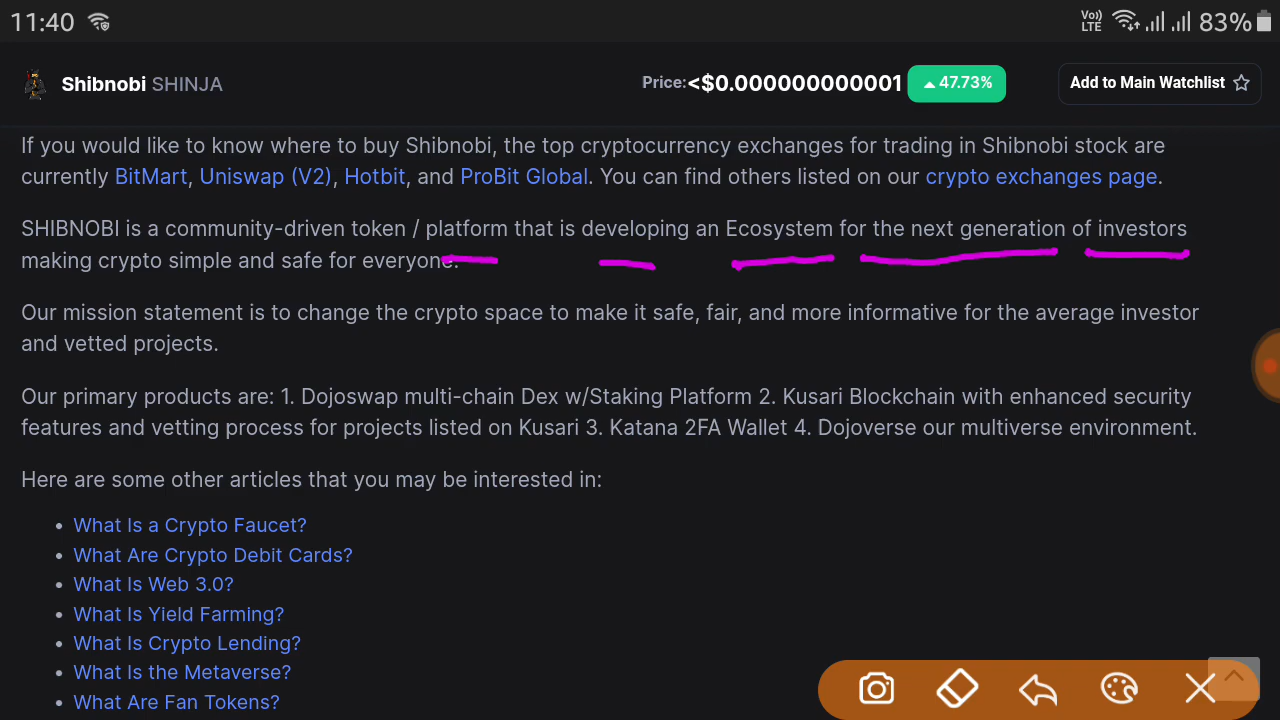 11:40 Vo)) LTE 83%
Shibnobi SHINJA Price:<$0.000000000001 47.73% Add to Main Watchlist
If you would like to know where to buy Shibnobi, the top cryptocurrency exchanges for trading in Shibnobi stock are
currently BitMart, Uniswap (V2), Hotbit, and ProBit Global. You can find others listed on our crypto exchanges page.
SHIBNOBI is a community-driven token / platform that is developing an Ecosystem for the next generation of investors
making crypto simple and safe for everyone.
Our mission statement is to change the crypto space to make it safe, fair, and more informative for the average investor
and vetted projects.
Our primary products are: 1. Dojoswap multi-chain Dex w/Staking Platform 2. Kusari Blockchain with enhanced security
features and vetting process for projects listed on Kusari 3. Katana 2FA Wallet 4. Dojoverse our multiverse environment.
Here are some other articles that you may be interested in:
• What Is a Crypto Faucet?
• What Are Crypto Debit Cards?
• What Is Web 3.0?
• What Is Yield Farming?
• What Is Crypto Lending?
• What Is the Metaverse?
• What Are Fan Tokens?